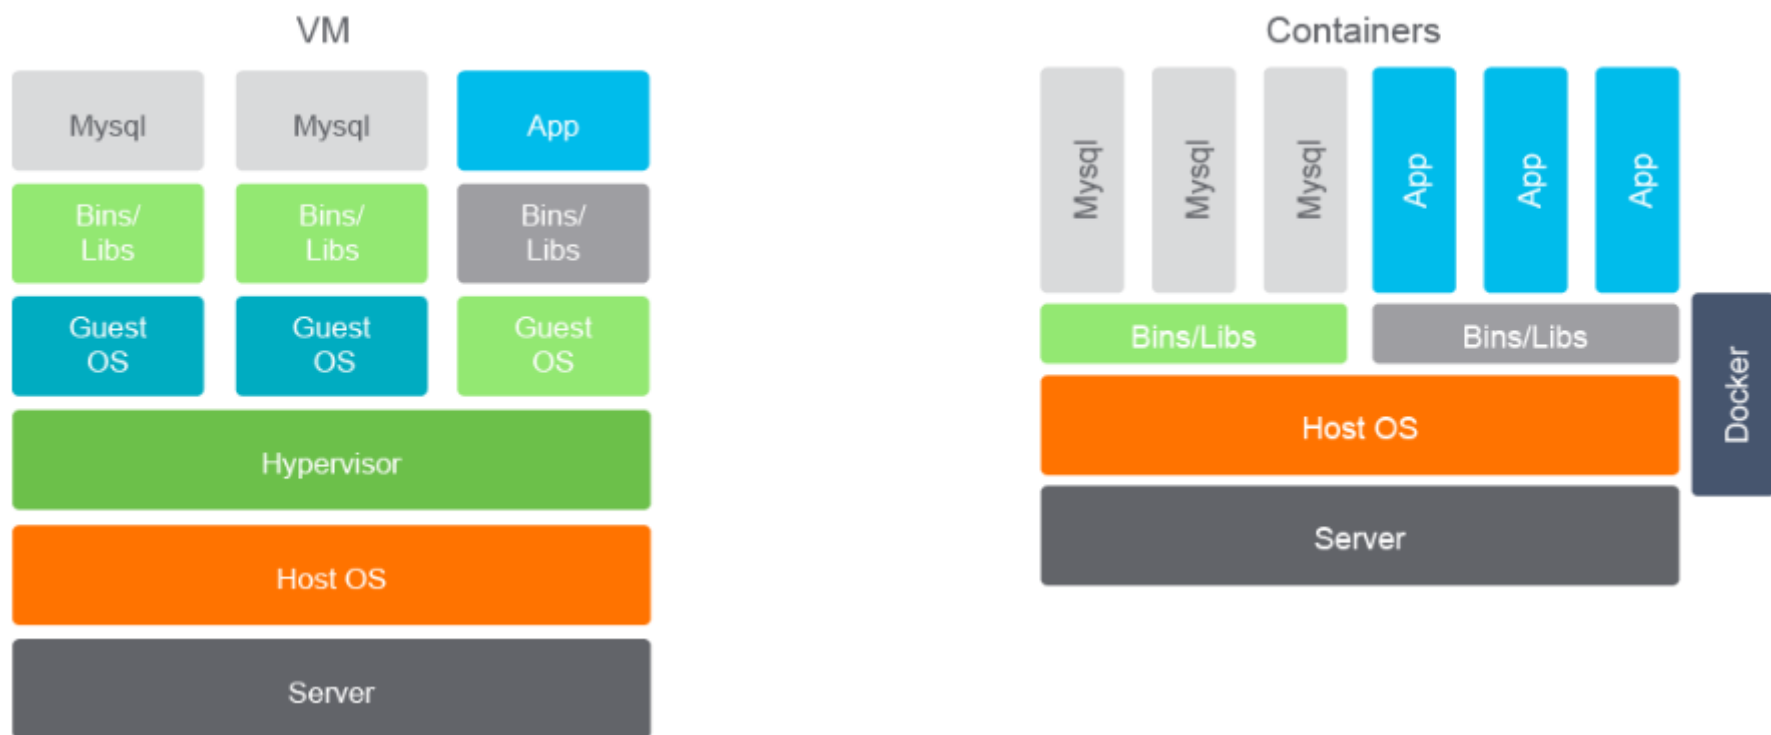 VM
Mysql
Mysql
App
Bins/
Libs
Bins/
Libs
Bins/
Libs
Guest
OS
Guest
OS
Guest
OS
Hypervisor
Host OS
Server
Containers
Mysql
Mysql
Mysql
App
App
App
Bins/Libs
Bins/Libs
Host OS
Server
Docker